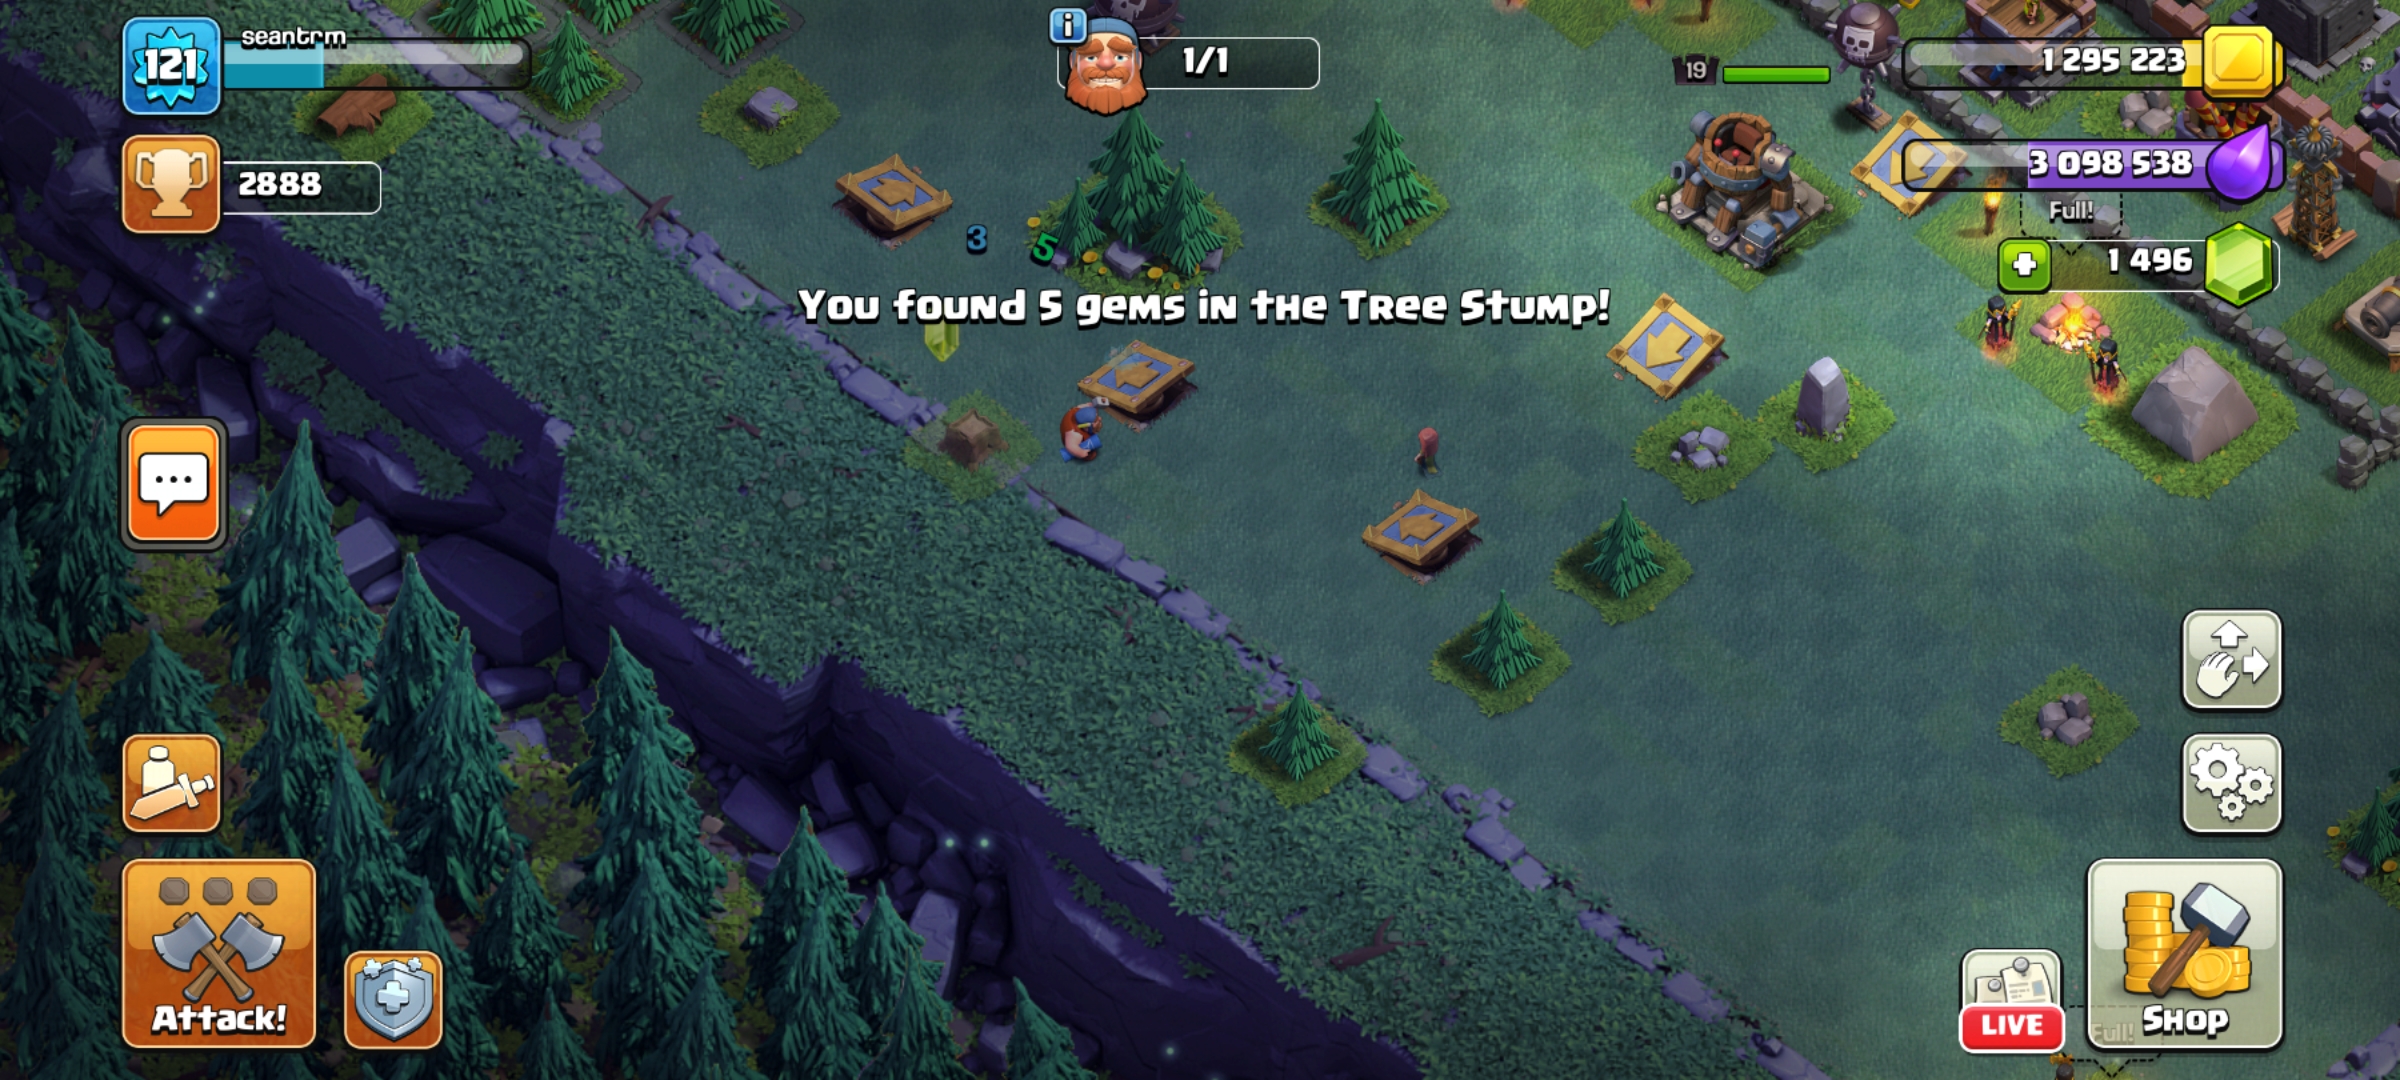 121
seantrm
1/1
19
1 295 223
2888
3 098 538
Full!
3
5
1 496
You found 5 gems in the Tree Stump!
Attack!
LIVE
Full!
Shop